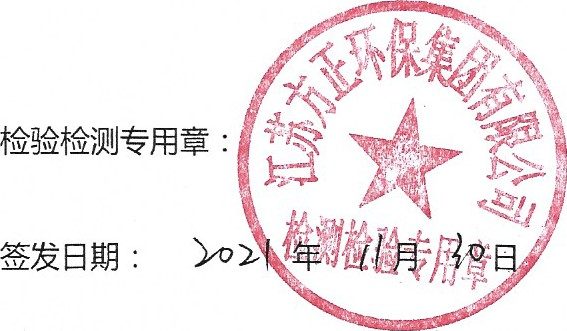 检验检测专用章：
江苏方正环保集团有限公司
检测检验专用章
签发日期： 2021 年 11 月 30 日